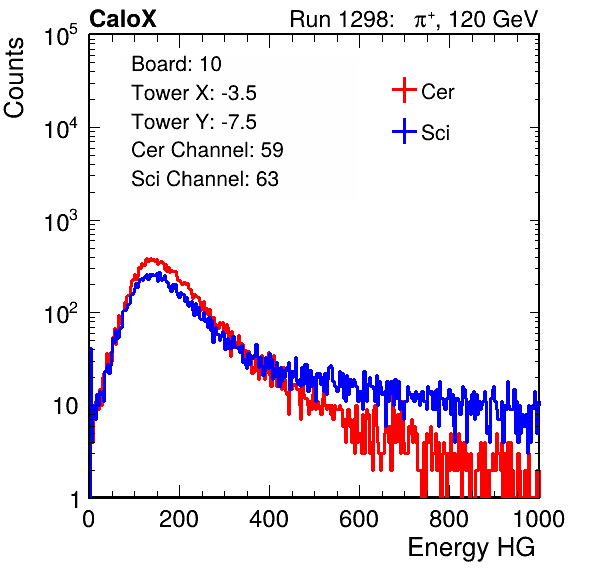 CaloX Run 1298: π⁺, 120 GeV
Counts
10⁵
10⁴
10³
10²
10
1
Board: 10
Tower X: -3.5
Tower Y: -7.5
Cer Channel: 59
Sci Channel: 63
Cer
Sci
0 200 400 600 800 1000
Energy HG